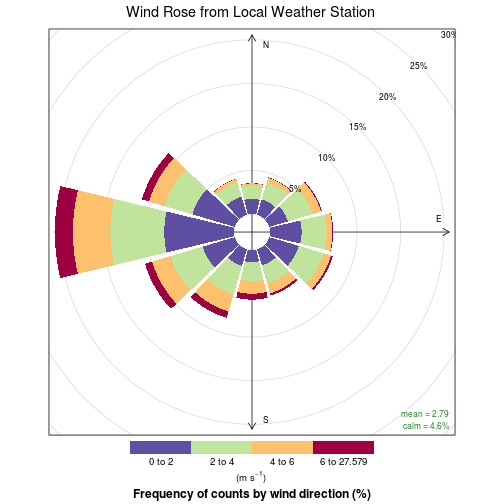 Wind Rose from Local Weather Station
30%
N
25%
20%
15%
10%
5%
E
S
mean = 2.79
calm = 4.6%
0 to 2 2 to 4 4 to 6 6 to 27.579
(m s⁻¹)
Frequency of counts by wind direction (%)